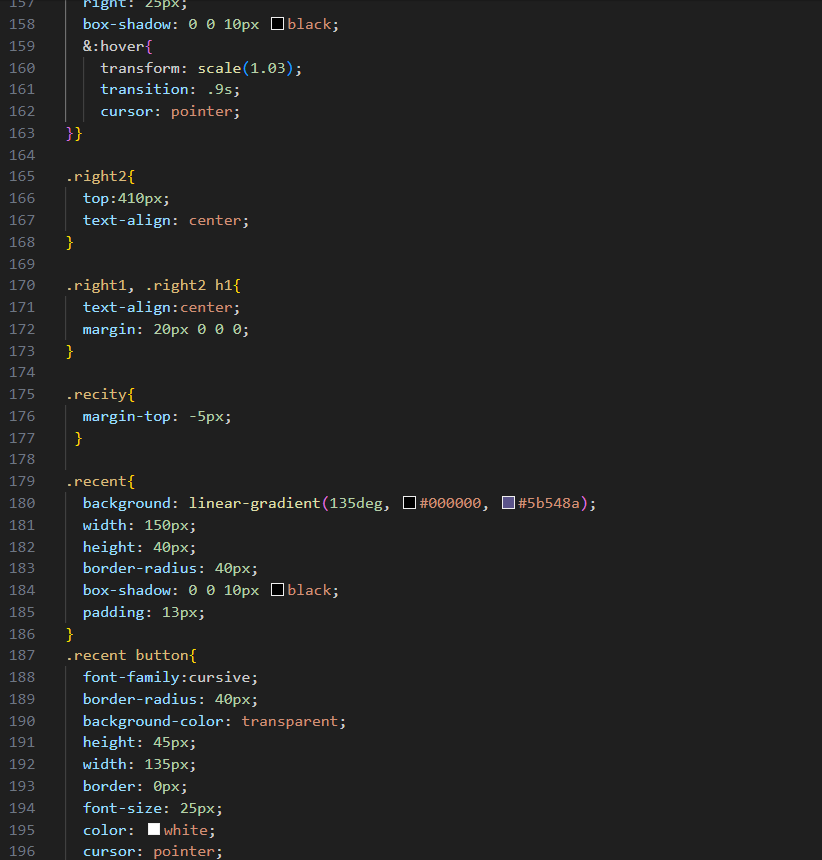 157 right: 25px;
158 box-shadow: 0 0 10px black;
159 &:hover{
160 transform: scale(1.03);
161 transition: .9s;
162 cursor: pointer;
163 }}
164
165 .right2{
166 top:410px;
167 text-align: center;
168 }
169
170 .right1, .right2 h1{
171 text-align:center;
172 margin: 20px 0 0 0;
173 }
174
175 .recity{
176 margin-top: -5px;
177 }
178
179 .recent{
180 background: linear-gradient(135deg, #000000, #5b548a);
181 width: 150px;
182 height: 40px;
183 border-radius: 40px;
184 box-shadow: 0 0 10px black;
185 padding: 13px;
186 }
187 .recent button{
188 font-family:cursive;
189 border-radius: 40px;
190 background-color: transparent;
191 height: 45px;
192 width: 135px;
193 border: 0px;
194 font-size: 25px;
195 color: white;
196 cursor: pointer;